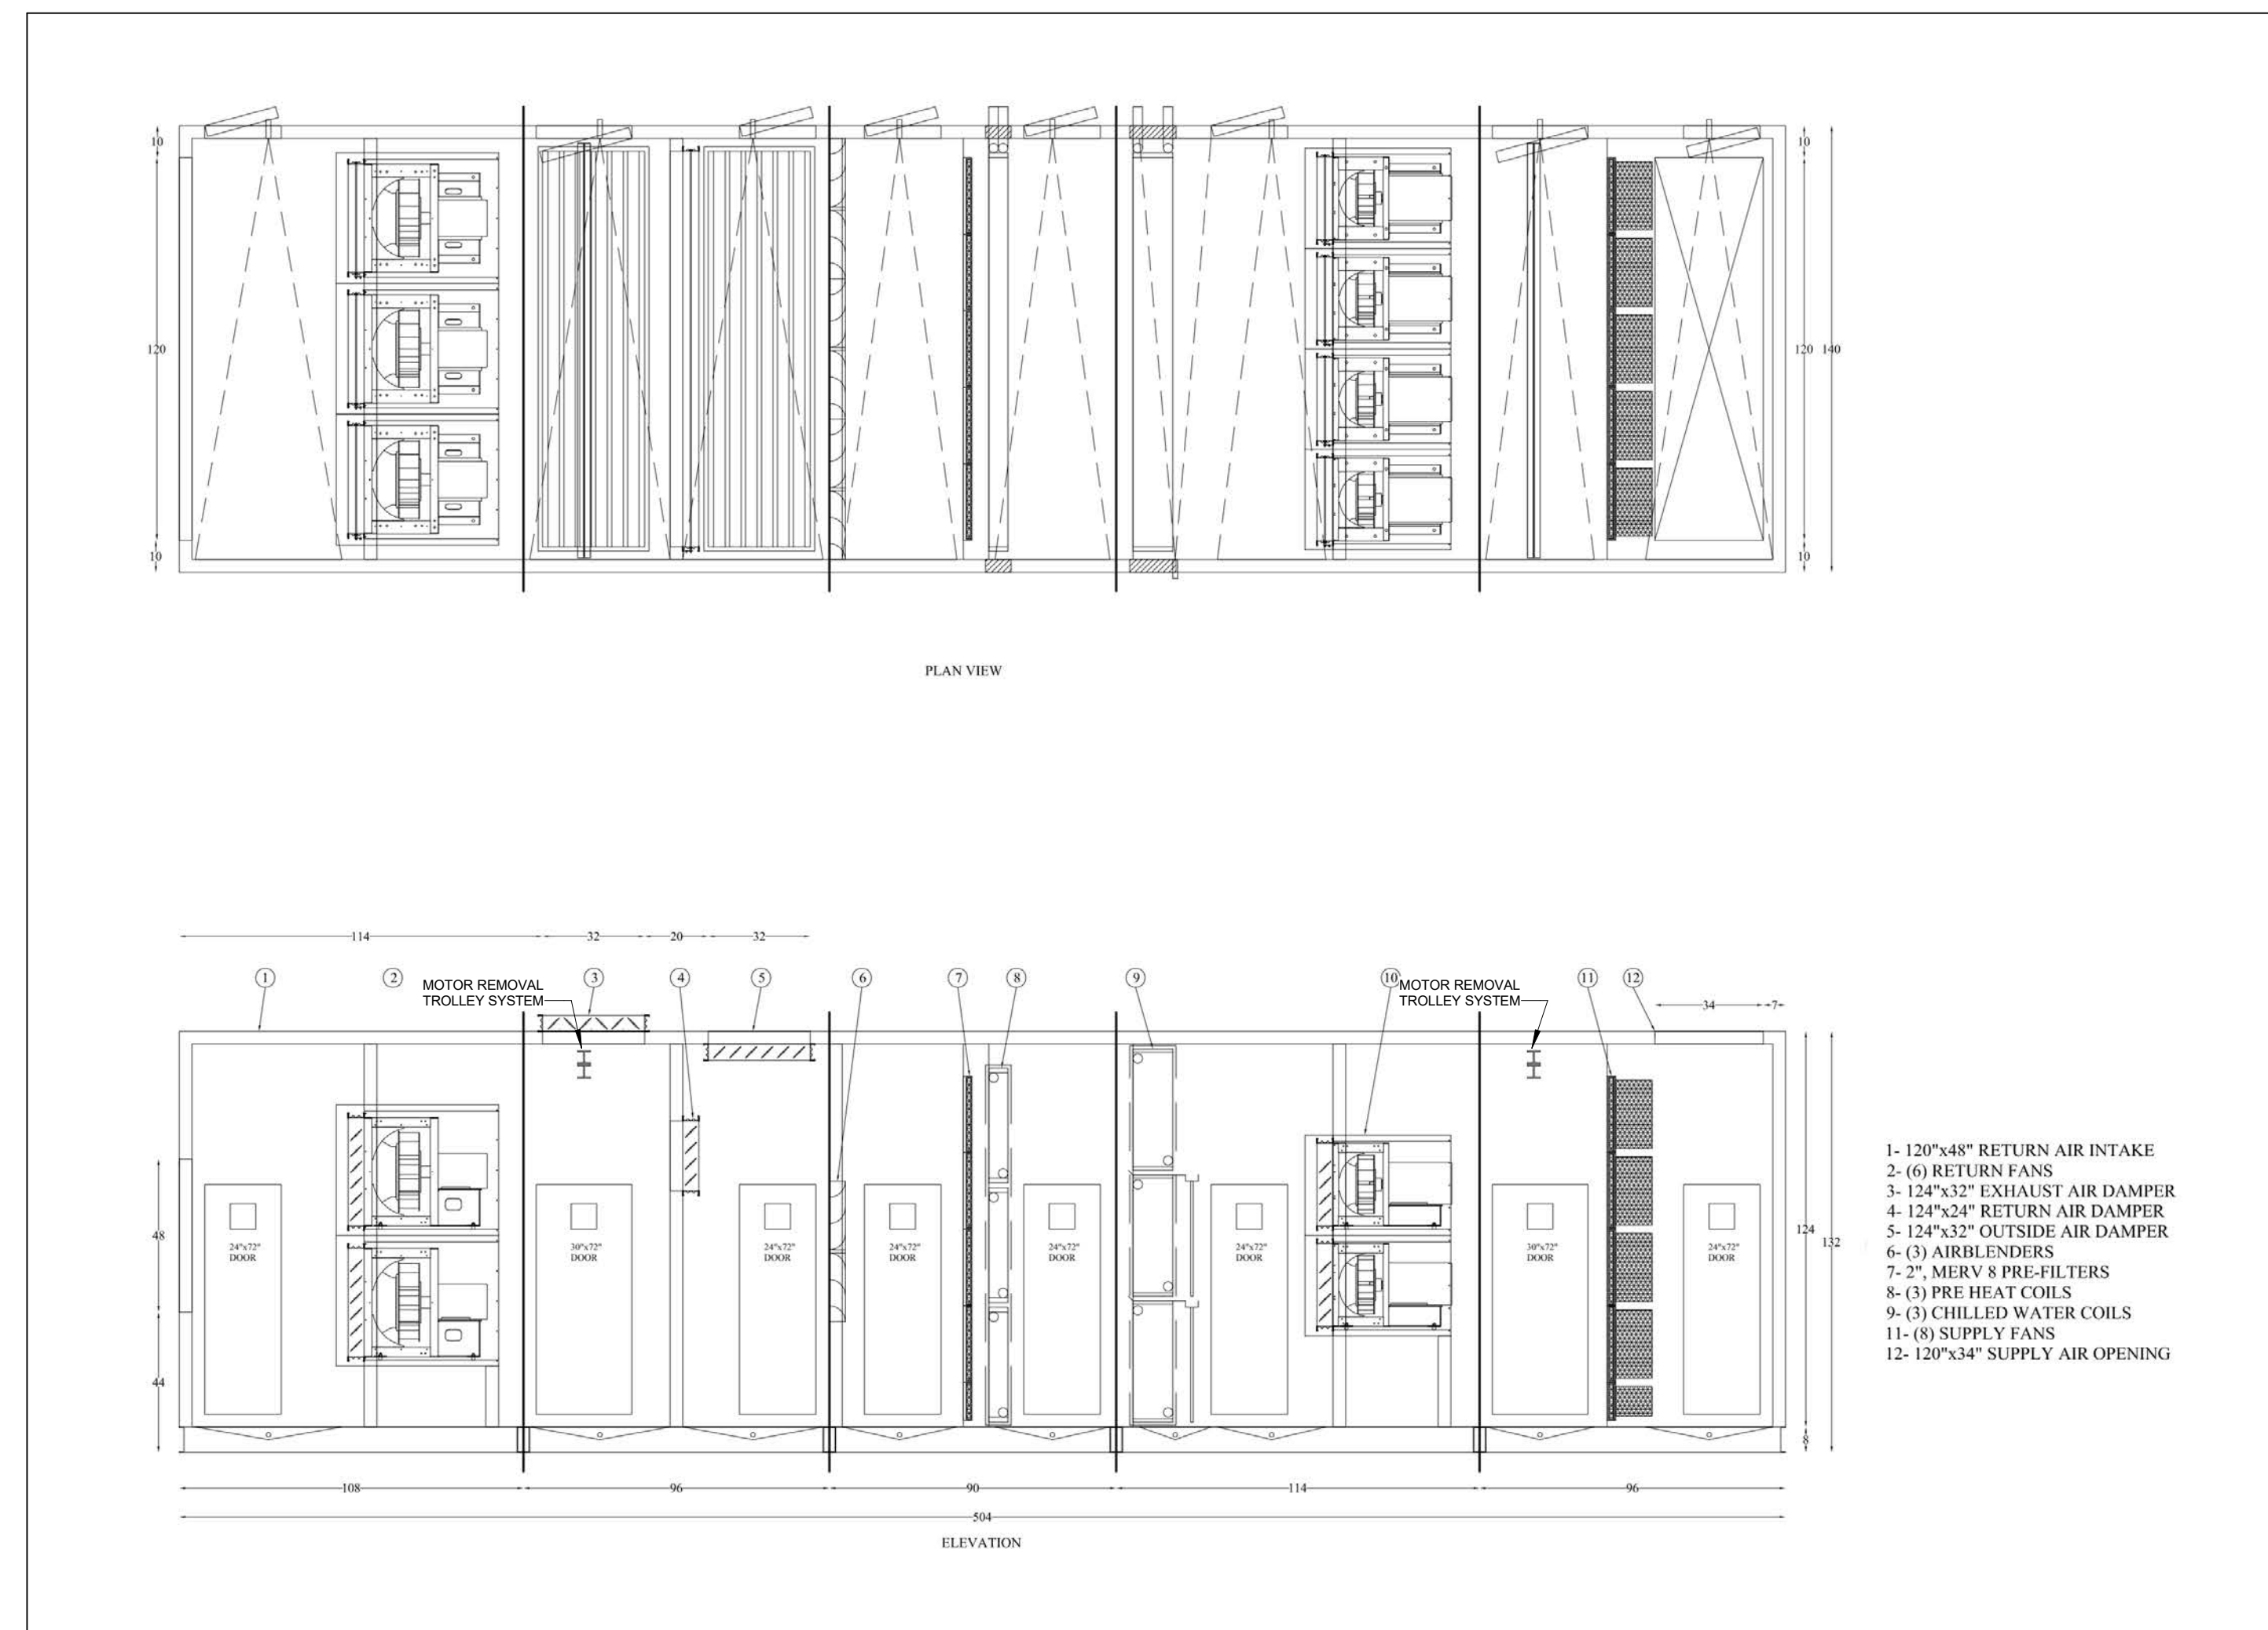 10
120
10
10
120
140
10
PLAN VIEW
114
32
20
32
1
2
MOTOR REMOVAL
TROLLEY SYSTEM
3
4
5
6
7
8
9
10
MOTOR REMOVAL
TROLLEY SYSTEM
11
12
34
7
48
44
24"x72"
DOOR
30"x72"
DOOR
24"x72"
DOOR
24"x72"
DOOR
24"x72"
DOOR
24"x72"
DOOR
30"x72"
DOOR
24"x72"
DOOR
124
132
8
108
96
90
114
96
504
ELEVATION
1- 120"x48" RETURN AIR INTAKE
2- (6) RETURN FANS
3- 124"x32" EXHAUST AIR DAMPER
4- 124"x24" RETURN AIR DAMPER
5- 124"x32" OUTSIDE AIR DAMPER
6- (3) AIRBLENDERS
7- 2", MERV 8 PRE-FILTERS
8- (3) PRE HEAT COILS
9- (3) CHILLED WATER COILS
11- (8) SUPPLY FANS
12- 120"x34" SUPPLY AIR OPENING